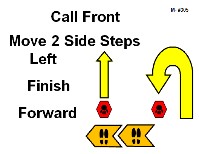 Call Front
Move 2 Side Steps
Left
Finish
Forward